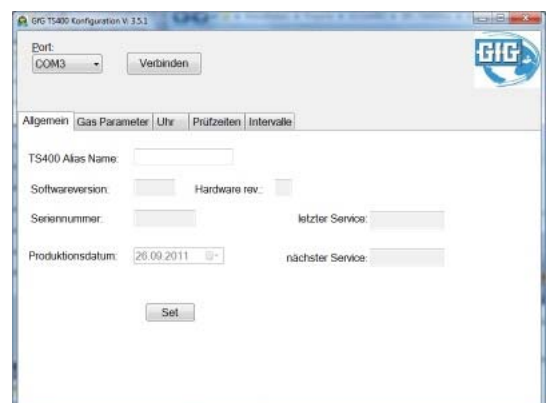 GfG TS400 Konfiguration V: 3.5.1
Port:
COM3
Verbinden
GfG
Allgemein Gas Parameter Uhr Prüfzeiten Intervalle
TS400 Alias Name:
Softwareversion: Hardware rev.:
Seriennummer: letzter Service:
Produktionsdatum: 26.09.2011 nächster Service:
Set